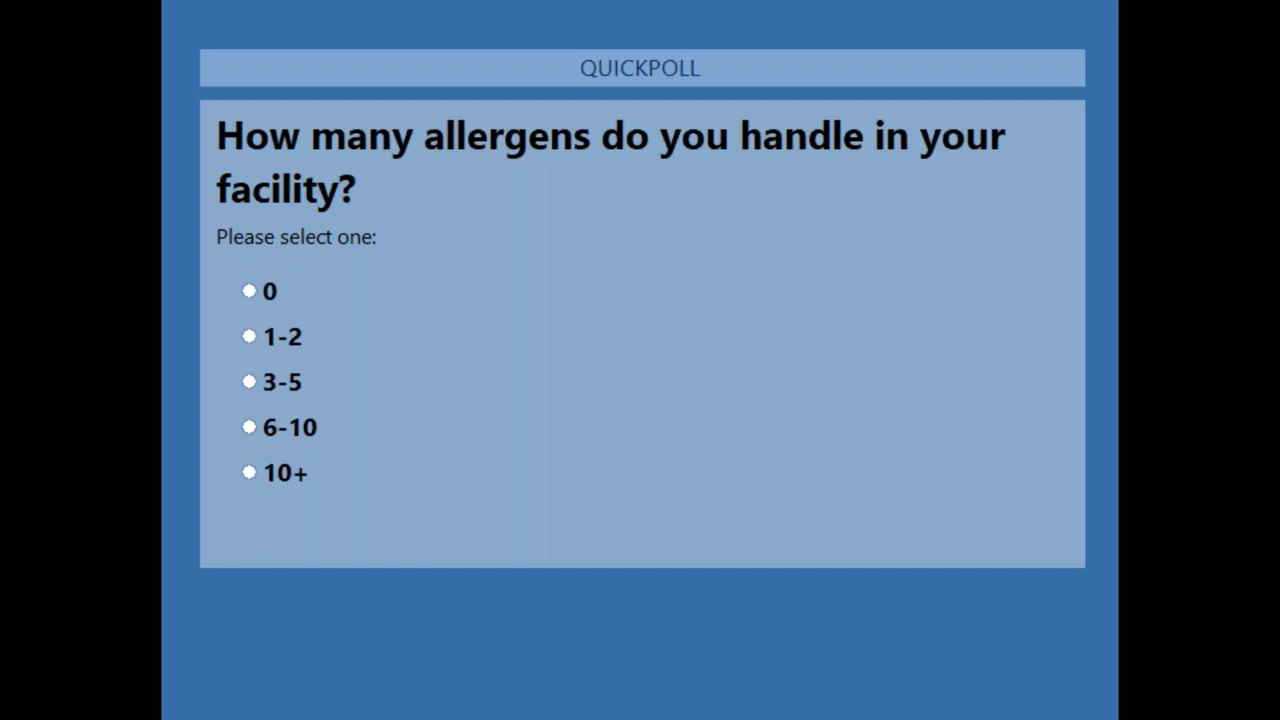 QUICKPOLL
How many allergens do you handle in your
facility?
Please select one:
0
1-2
3-5
6-10
10+